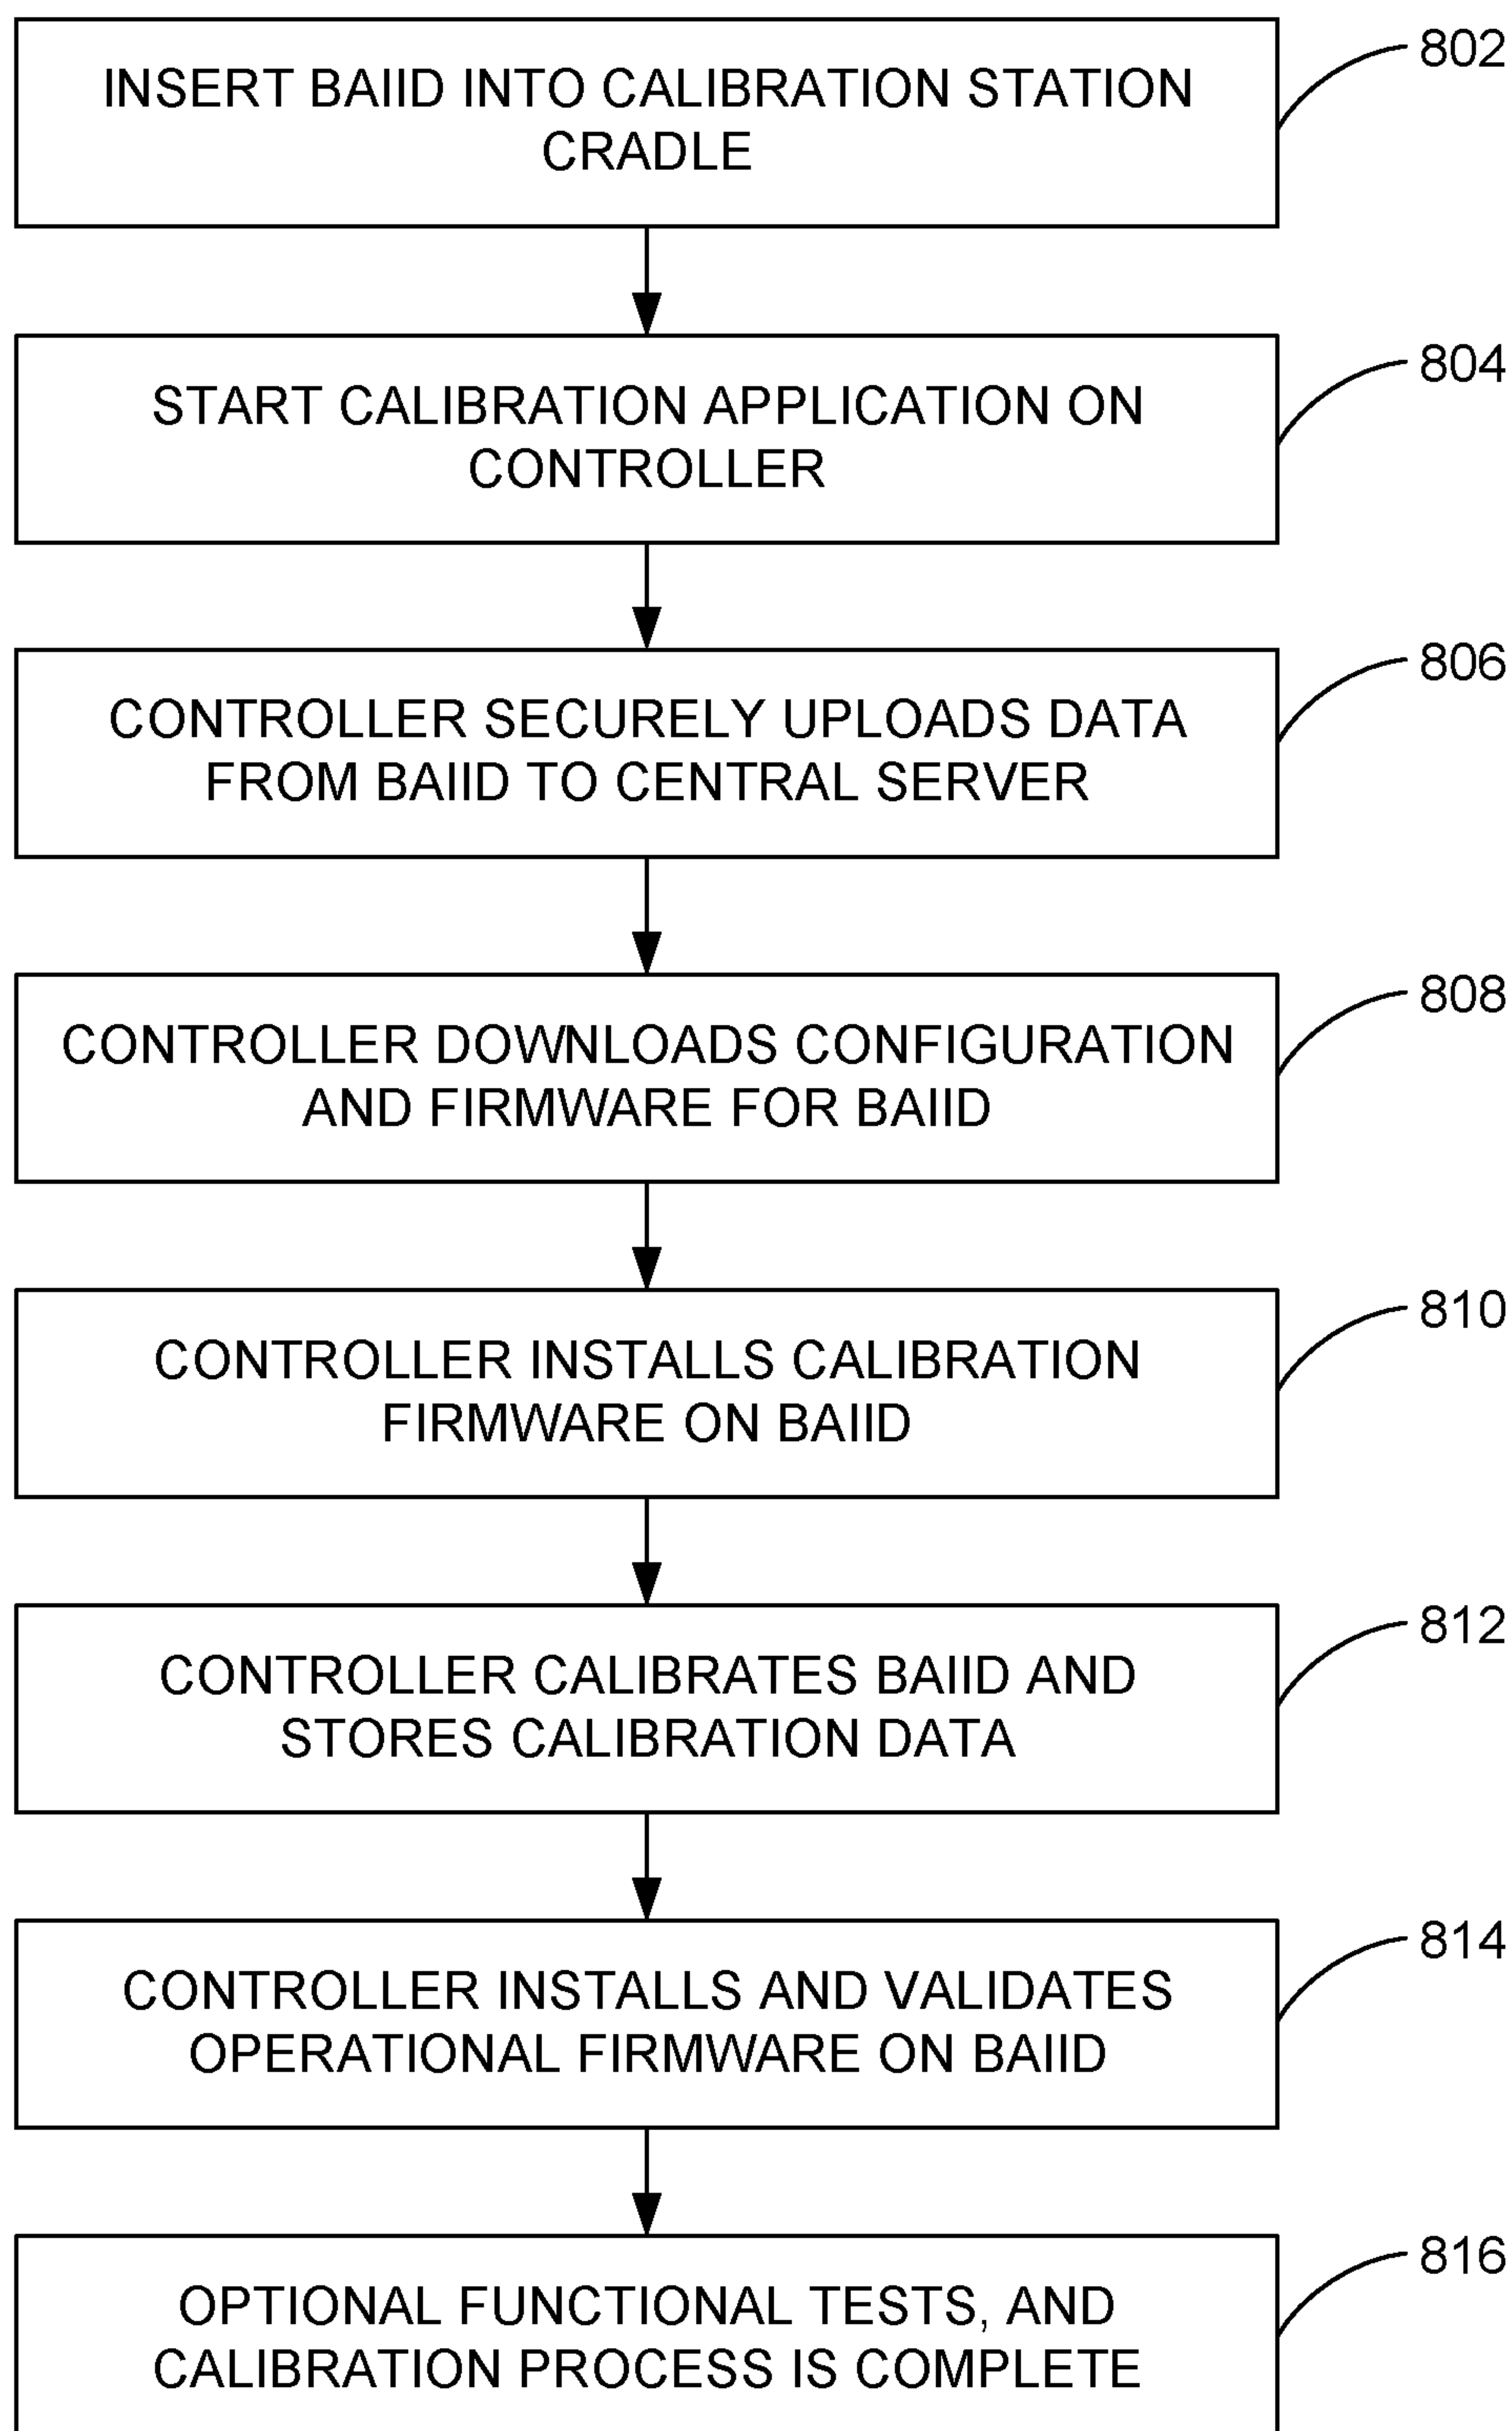 INSERT BAIID INTO CALIBRATION STATION
CRADLE
802
START CALIBRATION APPLICATION ON
CONTROLLER
804
CONTROLLER SECURELY UPLOADS DATA
FROM BAIID TO CENTRAL SERVER
806
CONTROLLER DOWNLOADS CONFIGURATION
AND FIRMWARE FOR BAIID
808
CONTROLLER INSTALLS CALIBRATION
FIRMWARE ON BAIID
810
CONTROLLER CALIBRATES BAIID AND
STORES CALIBRATION DATA
812
CONTROLLER INSTALLS AND VALIDATES
OPERATIONAL FIRMWARE ON BAIID
814
OPTIONAL FUNCTIONAL TESTS, AND
CALIBRATION PROCESS IS COMPLETE
816